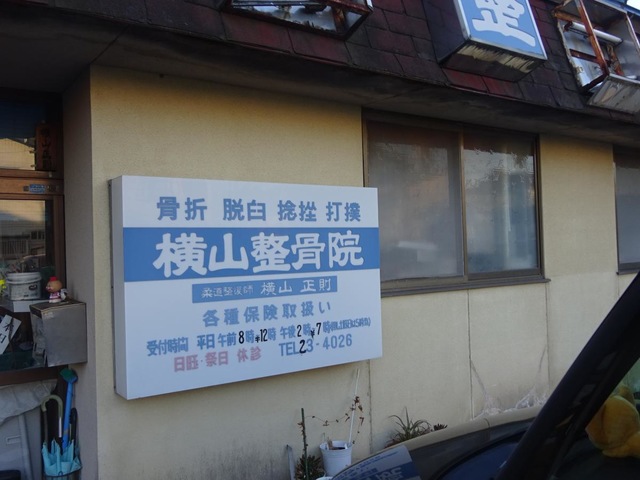 整
骨折 脱臼 捻挫 打撲
横山整骨院
柔道整復師 横山 正則
各種保険取扱い
受付時間 平日 午前8時〜12時 午後2時〜7時
日曜・祭日 休診 TEL23-4026